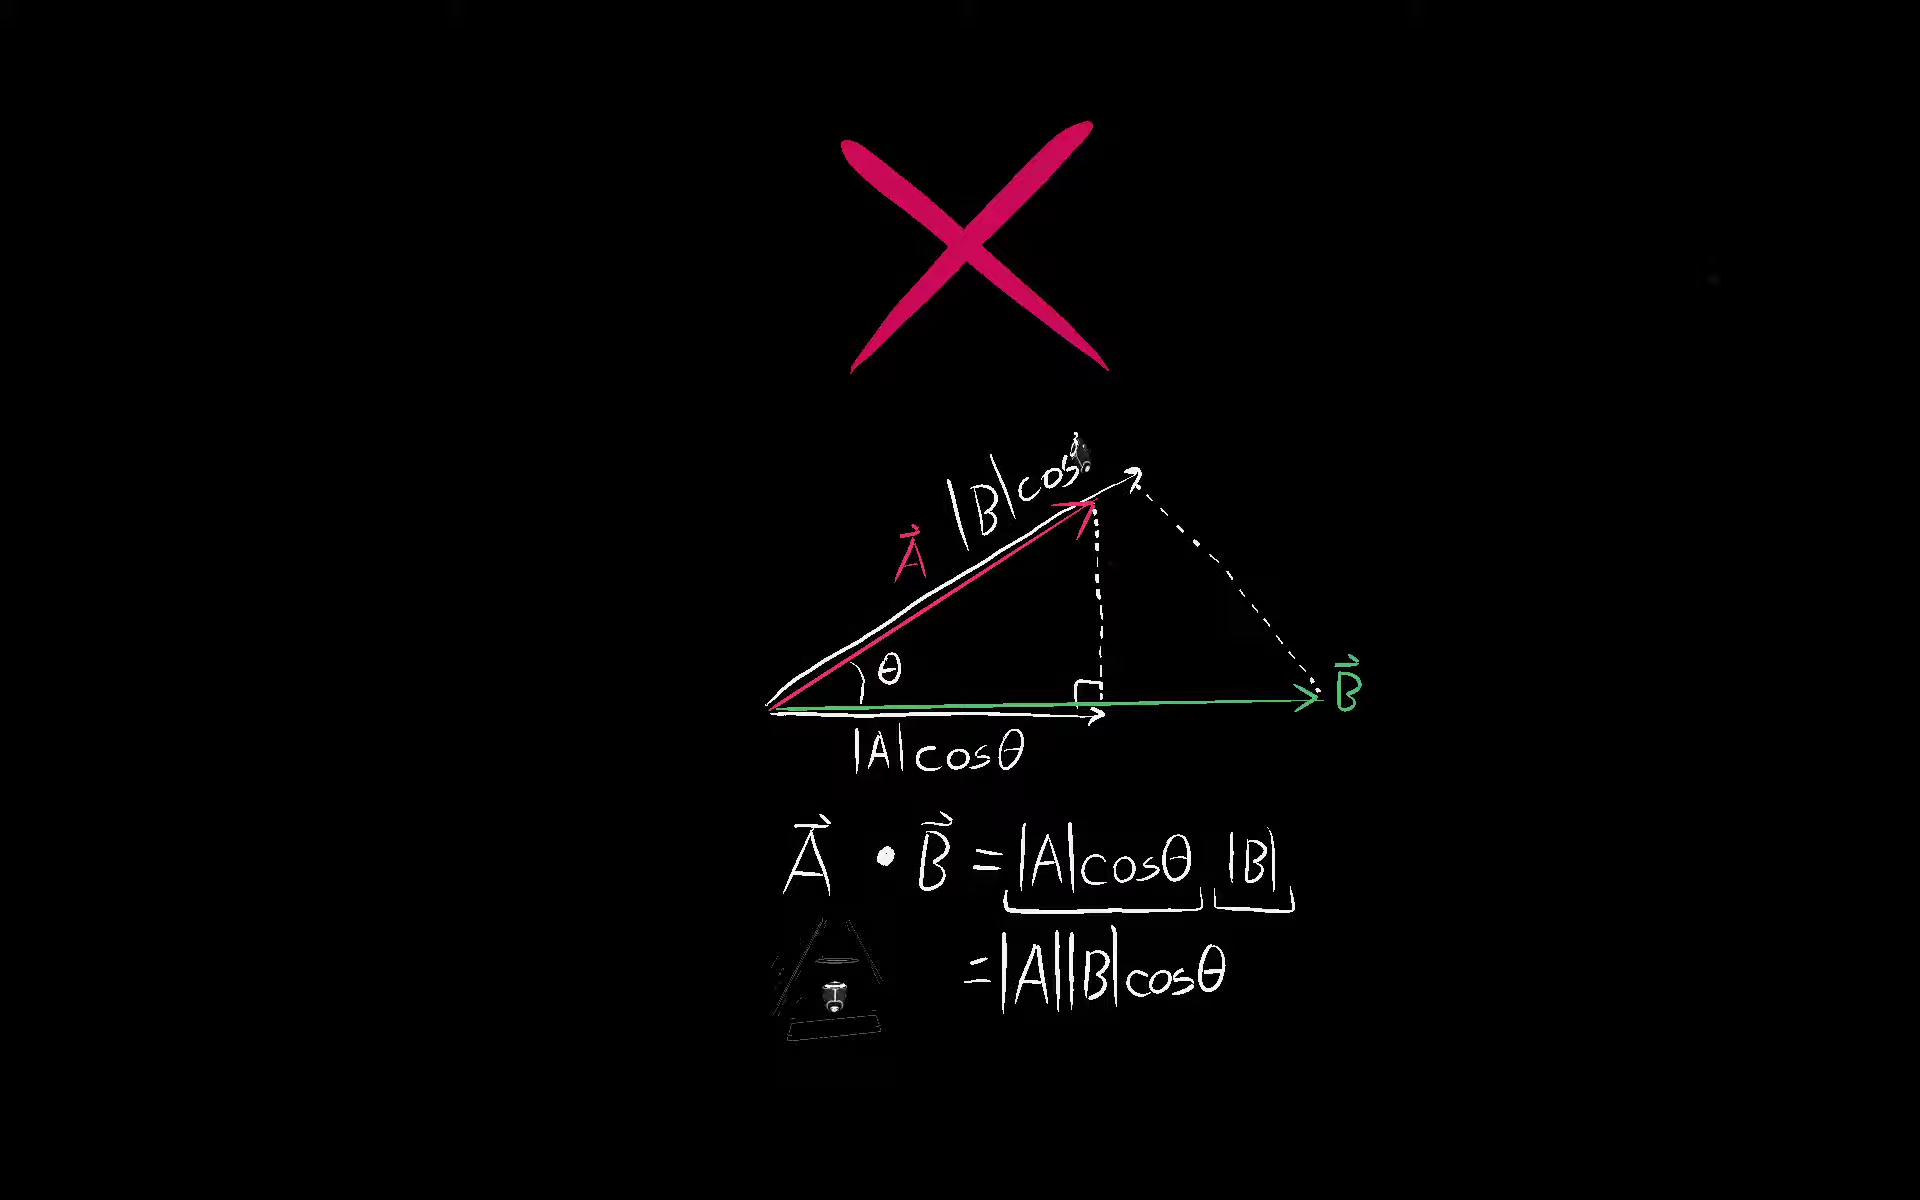 |B|cos
A⃗
θ
B⃗
|A|cosθ
A⃗ • B⃗ = |A|cosθ |B|
= |A||B|cosθ